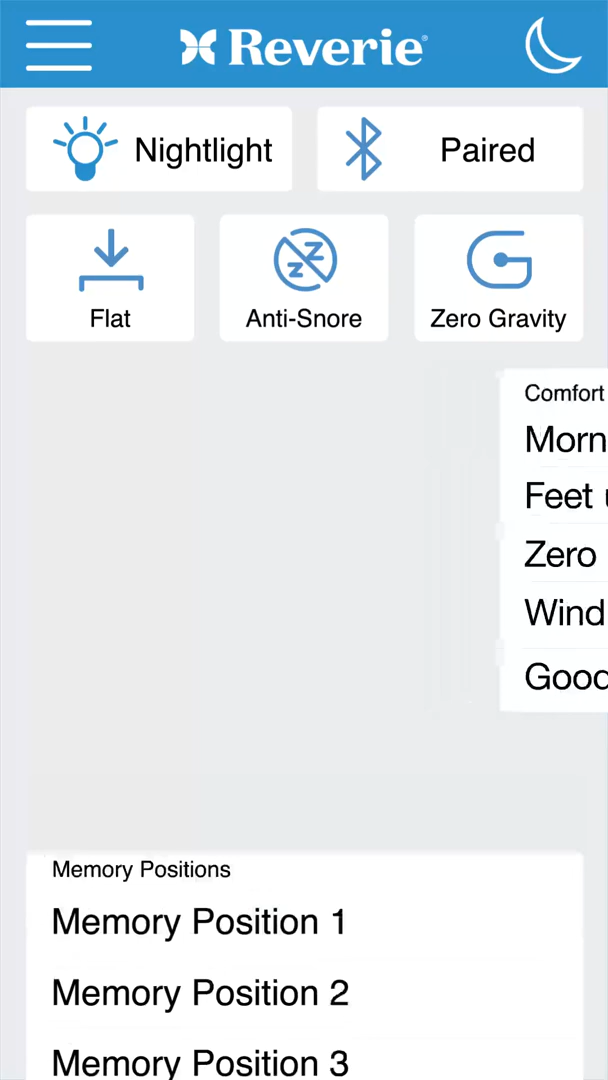 Reverie®
Nightlight
Paired
Flat
Anti-Snore
Zero Gravity
Comfort
Morn
Feet
Zero
Wind
Good
Memory Positions
Memory Position 1
Memory Position 2
Memory Position 3